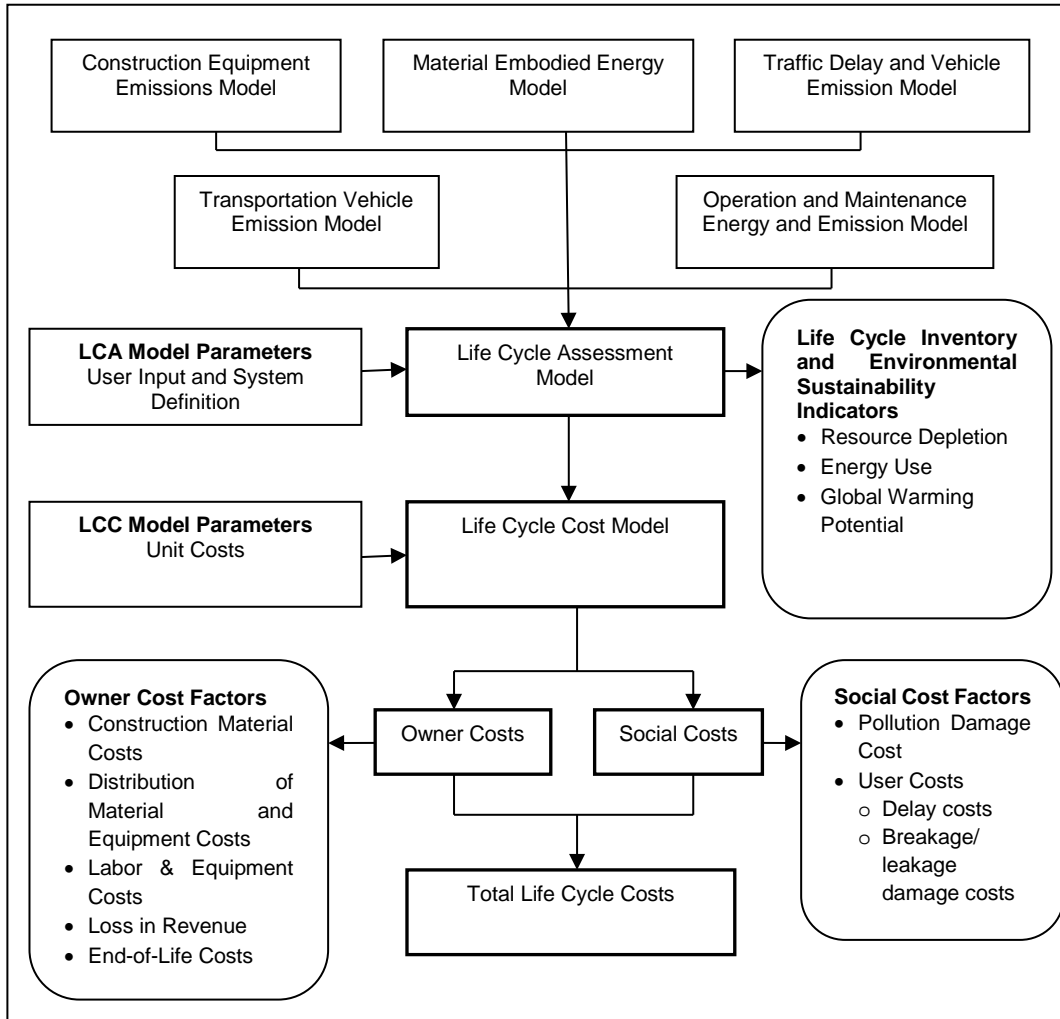 Construction Equipment
Emissions Model
Material Embodied Energy
Model
Traffic Delay and Vehicle
Emission Model
Transportation Vehicle
Emission Model
Operation and Maintenance
Energy and Emission Model
LCA Model Parameters
User Input and System
Definition
Life Cycle Assessment
Model
Life Cycle Inventory
and Environmental
Sustainability
Indicators
• Resource Depletion
• Energy Use
• Global Warming
Potential
LCC Model Parameters
Unit Costs
Life Cycle Cost Model
Owner Cost Factors
• Construction Material
Costs
• Distribution of
Material and
Equipment Costs
• Labor & Equipment
Costs
• Loss in Revenue
• End-of-Life Costs
Owner Costs
Social Costs
Social Cost Factors
• Pollution Damage
Cost
• User Costs
o Delay costs
o Breakage/
leakage
damage costs
Total Life Cycle Costs